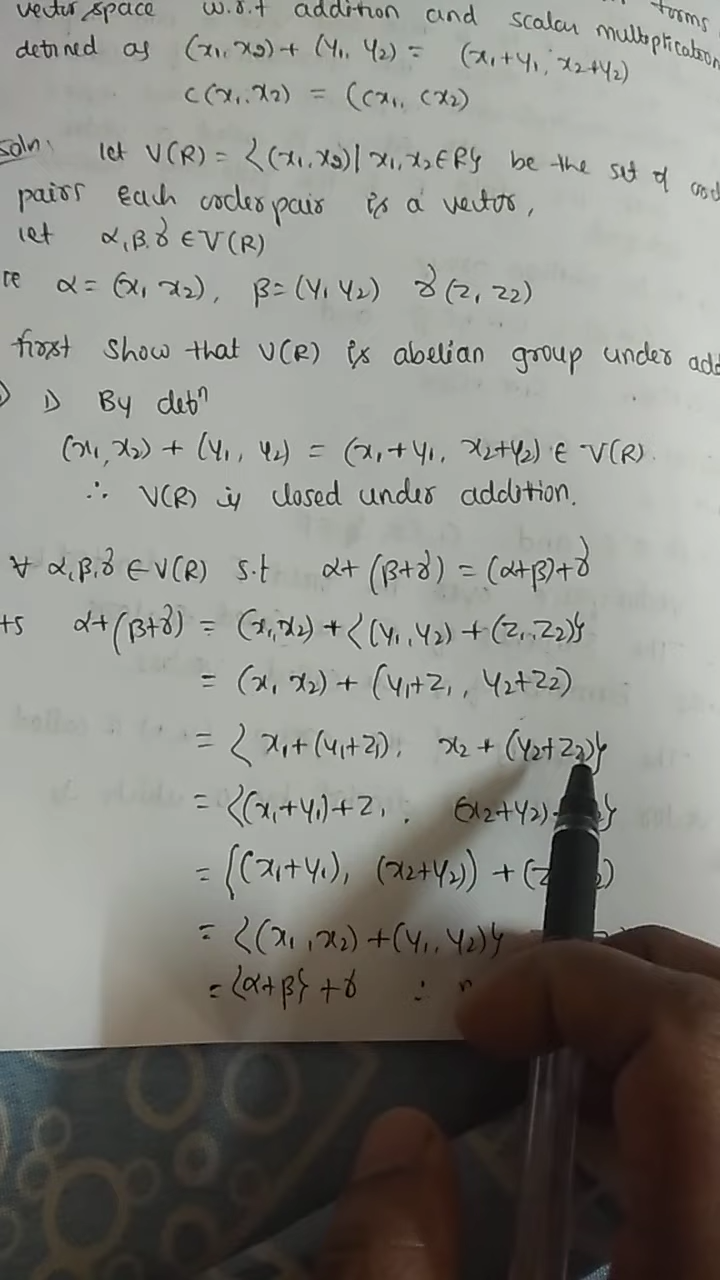 vector space w.r.t addition and scalar multiplication
defined as (x1, x2) + (y1, y2) = (x1+y1, x2+y2)
c(x1, x2) = (cx1, cx2)
Soln: let V(R) = {(x1, x2) | x1, x2 ∈ R} be the set of
pairs each order pair is a vector,
let α, β, γ ∈ V(R)
α = (x1 x2), β = (y1 y2) γ(z1 z2)
first show that V(R) is abelian group under
1) By defn
(x1, x2) + (y1, y2) = (x1+y1, x2+y2) ∈ V(R).
∴ V(R) is closed under addition.
∀ α, β, γ ∈ V(R) s.t α+(β+γ) = (α+β)+γ
α+(β+γ) = (x1, x2) + {(y1, y2) + (z1, z2)}
= (x1 x2) + (y1+z1, y2+z2)
= { x1+(y1+z1), x2 + (y2+z2)}
= {(x1+y1)+z1, (x2+y2)
= {(x1+y1), (x2+y2)} + (
= {(x1, x2) + (y1, y2)}
= {α+β} + γ ∴